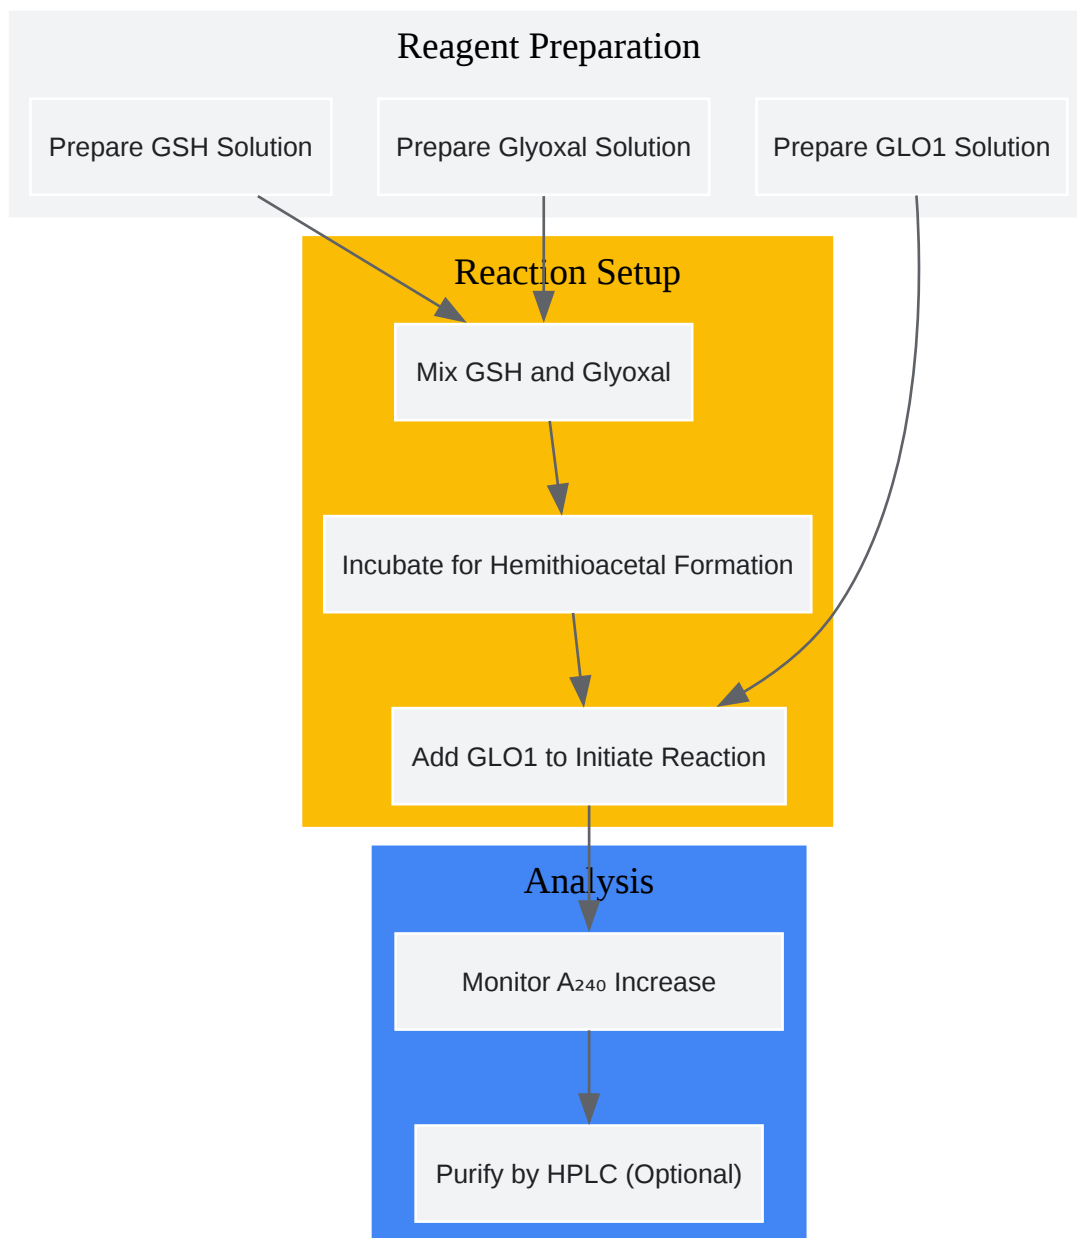 Reagent Preparation
Prepare GSH Solution
Prepare Glyoxal Solution
Prepare GLO1 Solution
Reaction Setup
Mix GSH and Glyoxal
Incubate for Hemithioacetal Formation
Add GLO1 to Initiate Reaction
Analysis
Monitor A₂₄₀ Increase
Purify by HPLC (Optional)